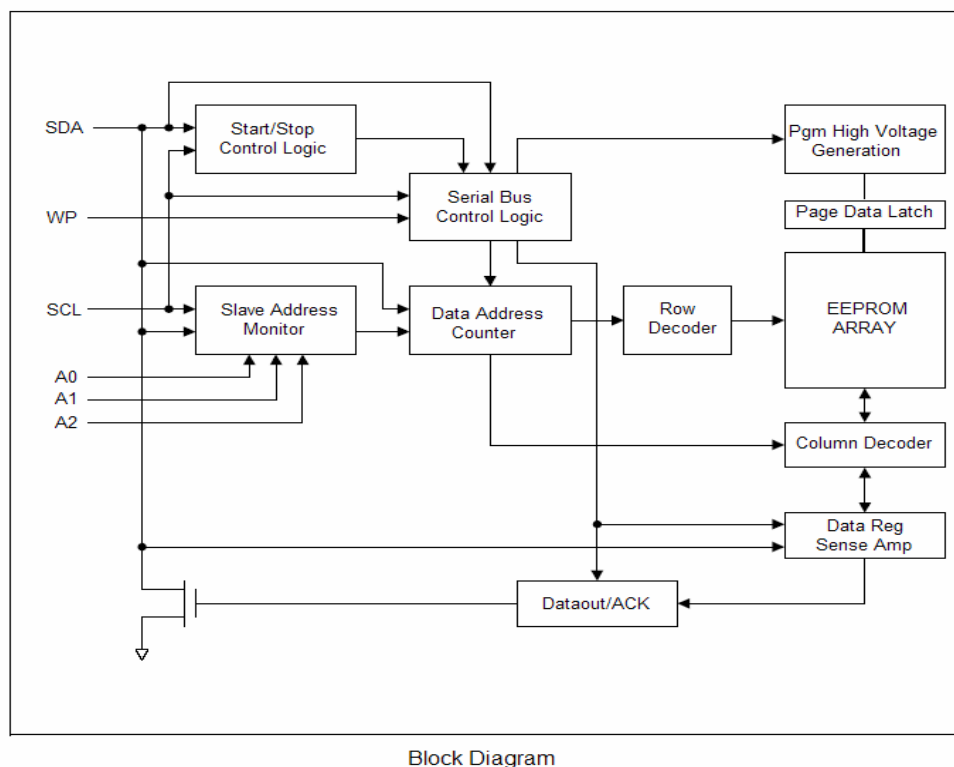 SDA
Start/Stop
Control Logic
Pgm High Voltage
Generation
WP
Serial Bus
Control Logic
Page Data Latch
SCL
Slave Address
Monitor
Data Address
Counter
Row
Decoder
EEPROM
ARRAY
A0
A1
A2
Column Decoder
Data Reg
Sense Amp
Dataout/ACK
Block Diagram